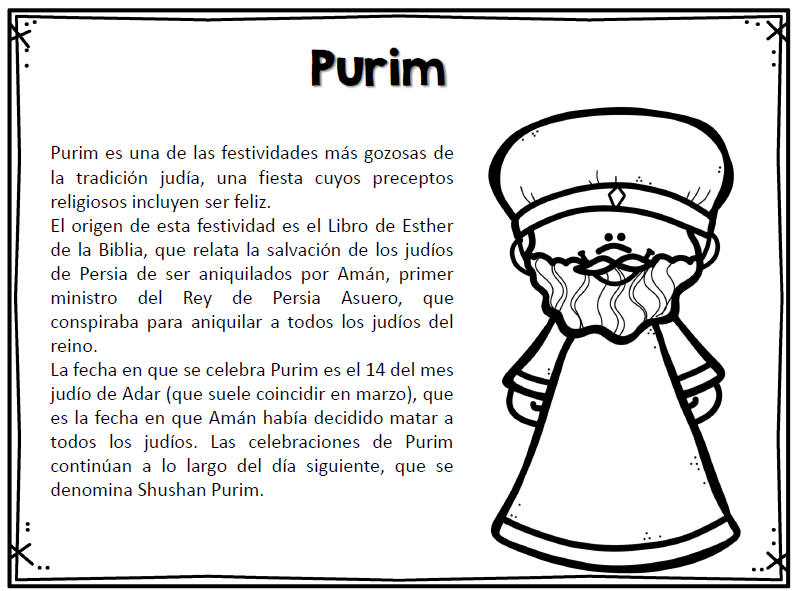 Purim
Purim es una de las festividades más gozosas de
la tradición judía, una fiesta cuyos preceptos
religiosos incluyen ser feliz.
El origen de esta festividad es el Libro de Esther
de la Biblia, que relata la salvación de los judíos
de Persia de ser aniquilados por Amán, primer
ministro del Rey de Persia Asuero, que
conspiraba para aniquilar a todos los judíos del
reino.
La fecha en que se celebra Purim es el 14 del mes
judío de Adar (que suele coincidir en marzo), que
es la fecha en que Amán había decidido matar a
todos los judíos. Las celebraciones de Purim
continúan a lo largo del día siguiente, que se
denomina Shushan Purim.